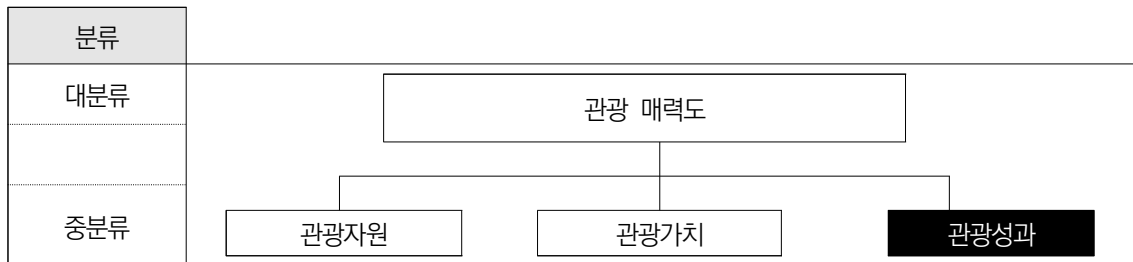 분류
대분류
관광 매력도
중분류
관광자원
관광가치
관광성과